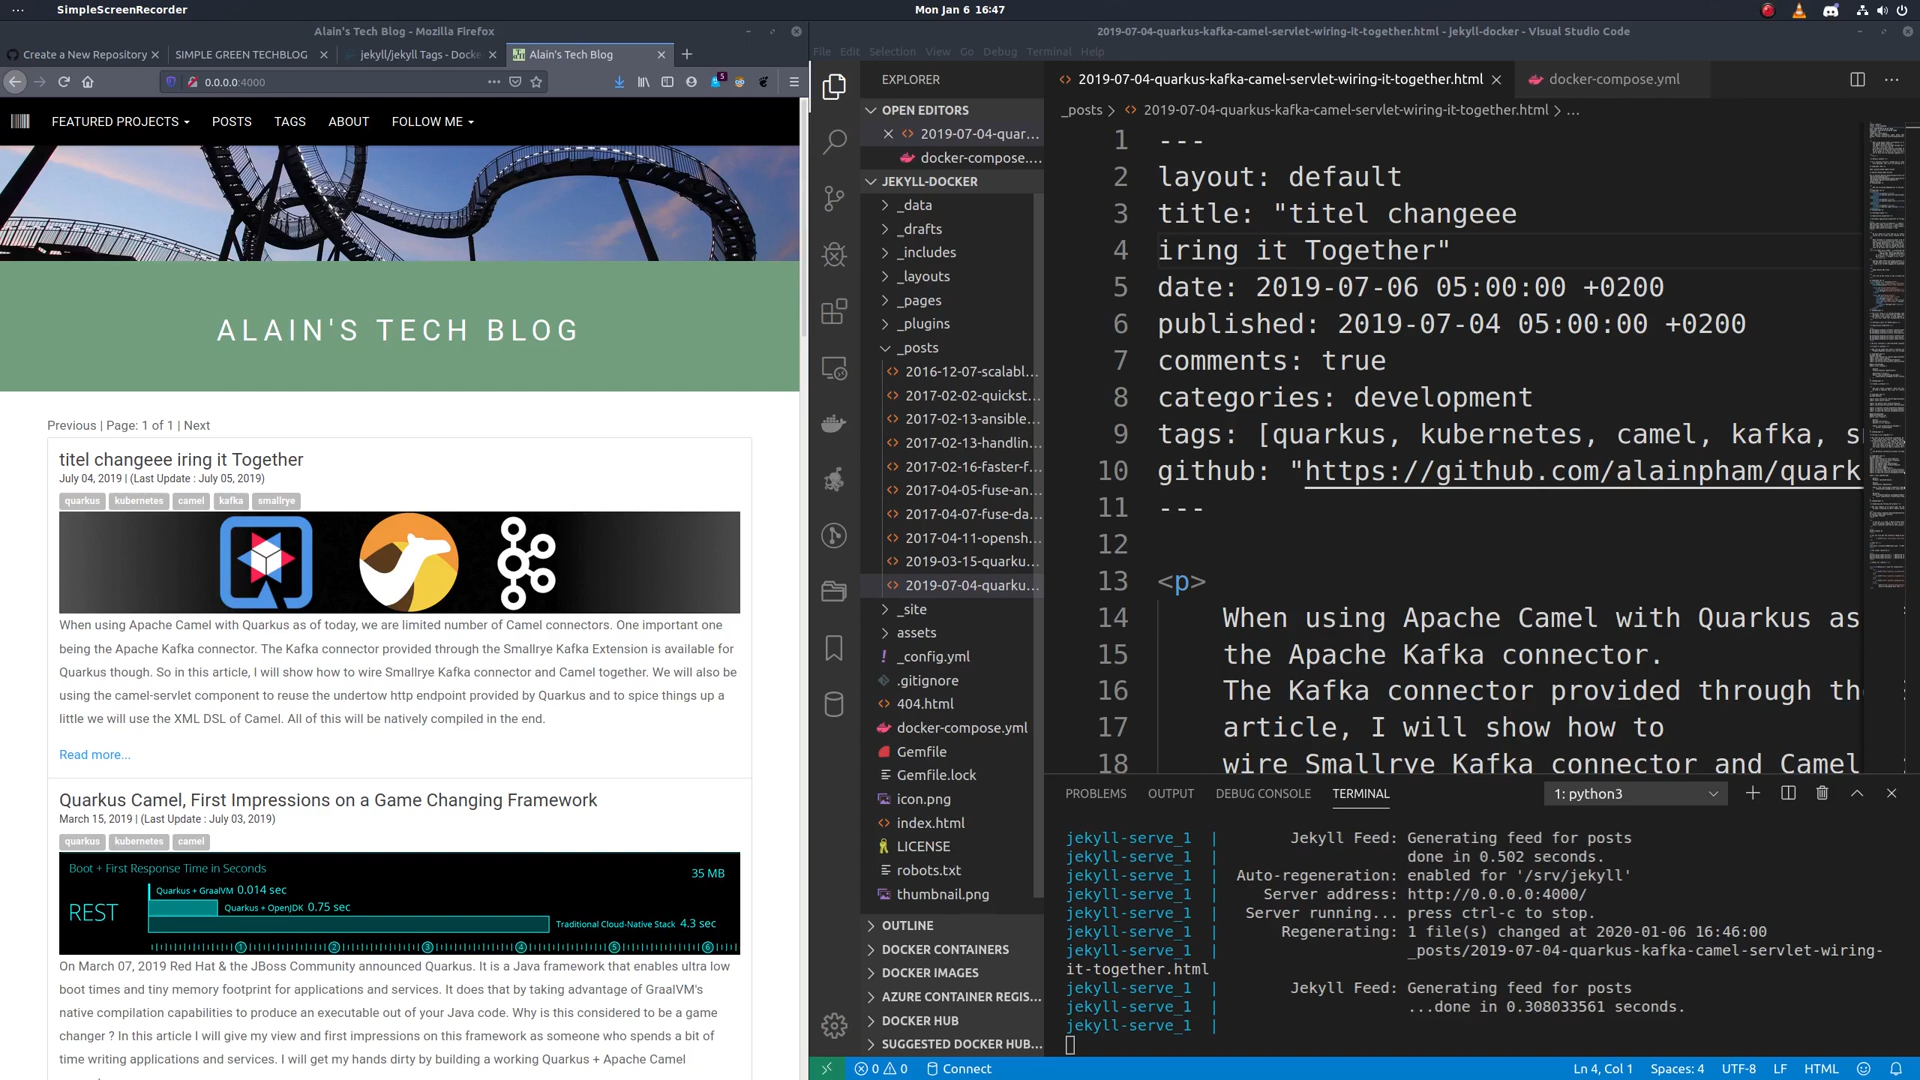 SimpleScreenRecorder
Mon Jan 6 16:47
Alain's Tech Blog - Mozilla Firefox
Create a New Repository
SIMPLE GREEN TECHBLOG
jekyll/jekyll Tags - Docke
Alain's Tech Blog
0.0.0.0:4000
5
FEATURED PROJECTS
POSTS
TAGS
ABOUT
FOLLOW ME
ALAIN'S TECH BLOG
Previous | Page: 1 of 1 | Next
titel changeee iring it Together
July 04, 2019 | (Last Update : July 05, 2019)
quarkus kubernetes camel kafka smallrye
When using Apache Camel with Quarkus as of today, we are limited number of Camel connectors. One important one
being the Apache Kafka connector. The Kafka connector provided through the Smallrye Kafka Extension is available for
Quarkus though. So in this article, I will show how to wire Smallrye Kafka connector and Camel together. We will also be
using the camel-servlet component to reuse the undertow http endpoint provided by Quarkus and to spice things up a
little we will use the XML DSL of Camel. All of this will be natively compiled in the end.
Read more...
Quarkus Camel, First Impressions on a Game Changing Framework
March 15, 2019 | (Last Update : July 03, 2019)
quarkus kubernetes camel
Boot + First Response Time in Seconds
35 MB
REST
Quarkus + GraalVM 0.014 sec
Quarkus + OpenJDK 0.75 sec
Traditional Cloud-Native Stack 4.3 sec
1 2 3 4 5 6
On March 07, 2019 Red Hat & the JBoss Community announced Quarkus. It is a Java framework that enables ultra low
boot times and tiny memory footprint for applications and services. It does that by taking advantage of GraalVM's
native compilation capabilities to produce an executable out of your Java code. Why is this considered to be a game
changer ? In this article I will give my view and first impressions on this framework as someone who spends a bit of
time writing applications and services. I will get my hands dirty by building a working Quarkus + Apache Camel
2019-07-04-quarkus-kafka-camel-servlet-wiring-it-together.html - jekyll-docker - Visual Studio Code
File Edit Selection View Go Debug Terminal Help
EXPLORER
OPEN EDITORS
2019-07-04-quar...
docker-compose....
JEKYLL-DOCKER
_data
_drafts
_includes
_layouts
_pages
_plugins
_posts
2016-12-07-scalabl...
2017-02-02-quickst...
2017-02-13-ansible...
2017-02-13-handlin...
2017-02-16-faster-f...
2017-04-05-fuse-an...
2017-04-07-fuse-da...
2017-04-11-opensh...
2019-03-15-quarku...
2019-07-04-quarku...
_site
assets
_config.yml
.gitignore
404.html
docker-compose.yml
Gemfile
Gemfile.lock
icon.png
index.html
LICENSE
robots.txt
thumbnail.png
OUTLINE
DOCKER CONTAINERS
DOCKER IMAGES
AZURE CONTAINER REGIS...
DOCKER HUB
SUGGESTED DOCKER HUB...
2019-07-04-quarkus-kafka-camel-servlet-wiring-it-together.html
docker-compose.yml
_posts > 2019-07-04-quarkus-kafka-camel-servlet-wiring-it-together.html > ...
1 ---
2 layout: default
3 title: "titel changeee
4 iring it Together"
5 date: 2019-07-06 05:00:00 +0200
6 published: 2019-07-04 05:00:00 +0200
7 comments: true
8 categories: development
9 tags: [quarkus, kubernetes, camel, kafka, s
10 github: "https://github.com/alainpham/quark
11 ---
12
13 <p>
14 When using Apache Camel with Quarkus as
15 the Apache Kafka connector.
16 The Kafka connector provided through th
17 article, I will show how to
18 wire Smallrye Kafka connector and Camel
PROBLEMS OUTPUT DEBUG CONSOLE TERMINAL
1: python3
jekyll-serve_1 | Jekyll Feed: Generating feed for posts
jekyll-serve_1 | done in 0.502 seconds.
jekyll-serve_1 | Auto-regeneration: enabled for '/srv/jekyll'
jekyll-serve_1 | Server address: http://0.0.0.0:4000/
jekyll-serve_1 | Server running... press ctrl-c to stop.
jekyll-serve_1 | Regenerating: 1 file(s) changed at 2020-01-06 16:46:00
jekyll-serve_1 | _posts/2019-07-04-quarkus-kafka-camel-servlet-wiring-
it-together.html
jekyll-serve_1 | Jekyll Feed: Generating feed for posts
jekyll-serve_1 | ...done in 0.308033561 seconds.
jekyll-serve_1 |
0 0
Connect
Ln 4, Col 1
Spaces: 4
UTF-8
LF
HTML